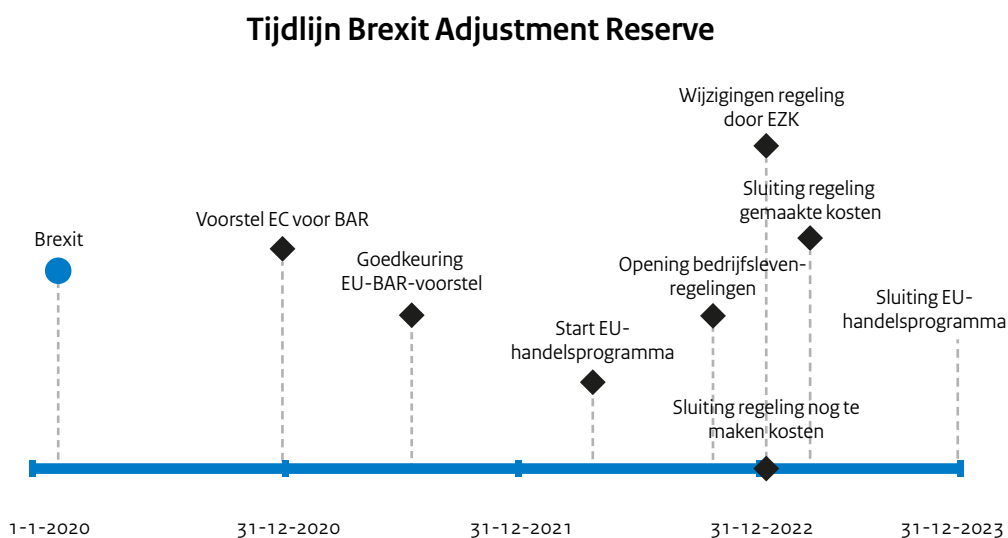 Tijdlijn Brexit Adjustment Reserve
Wijzigingen regeling
door EZK
Sluiting regeling
gemaakte kosten
Voorstel EC voor BAR
Brexit
Goedkeuring
EU-BAR-voorstel
Opening bedrijfsleven-
regelingen
Sluiting EU-
handelsprogramma
Start EU-
handelsprogramma
Sluiting regeling nog te
maken kosten
1-1-2020
31-12-2020
31-12-2021
31-12-2022
31-12-2023